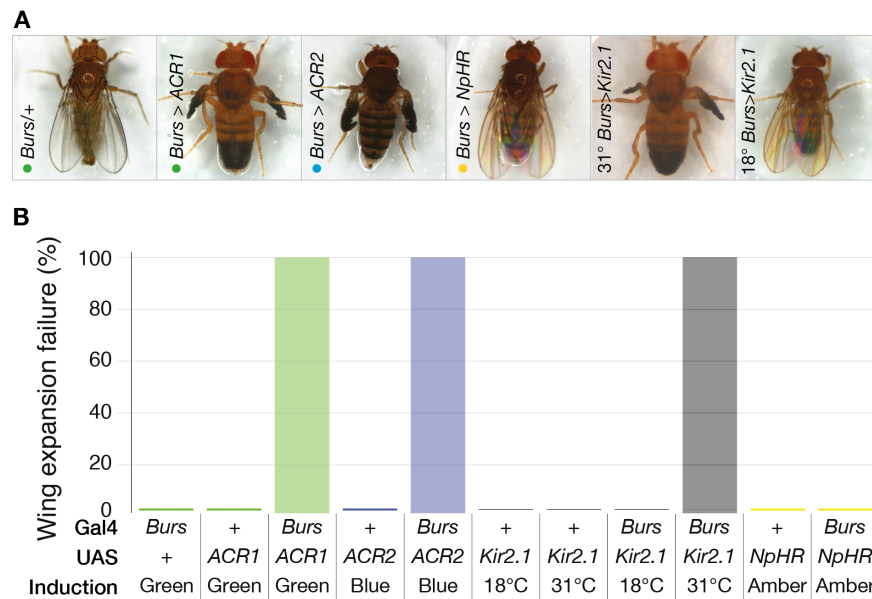 A
Burs/+
Burs > ACR1
Burs > ACR2
Burs > NpHR
31° Burs>Kir2.1
18° Burs>Kir2.1
B
Wing expansion failure (%)
100
80
60
40
20
0
Gal4 Burs + Burs + Burs + + Burs Burs + Burs
UAS + ACR1 ACR1 ACR2 ACR2 Kir2.1 Kir2.1 Kir2.1 Kir2.1 NpHR NpHR
Induction Green Green Green Blue Blue 18°C 31°C 18°C 31°C Amber Amber